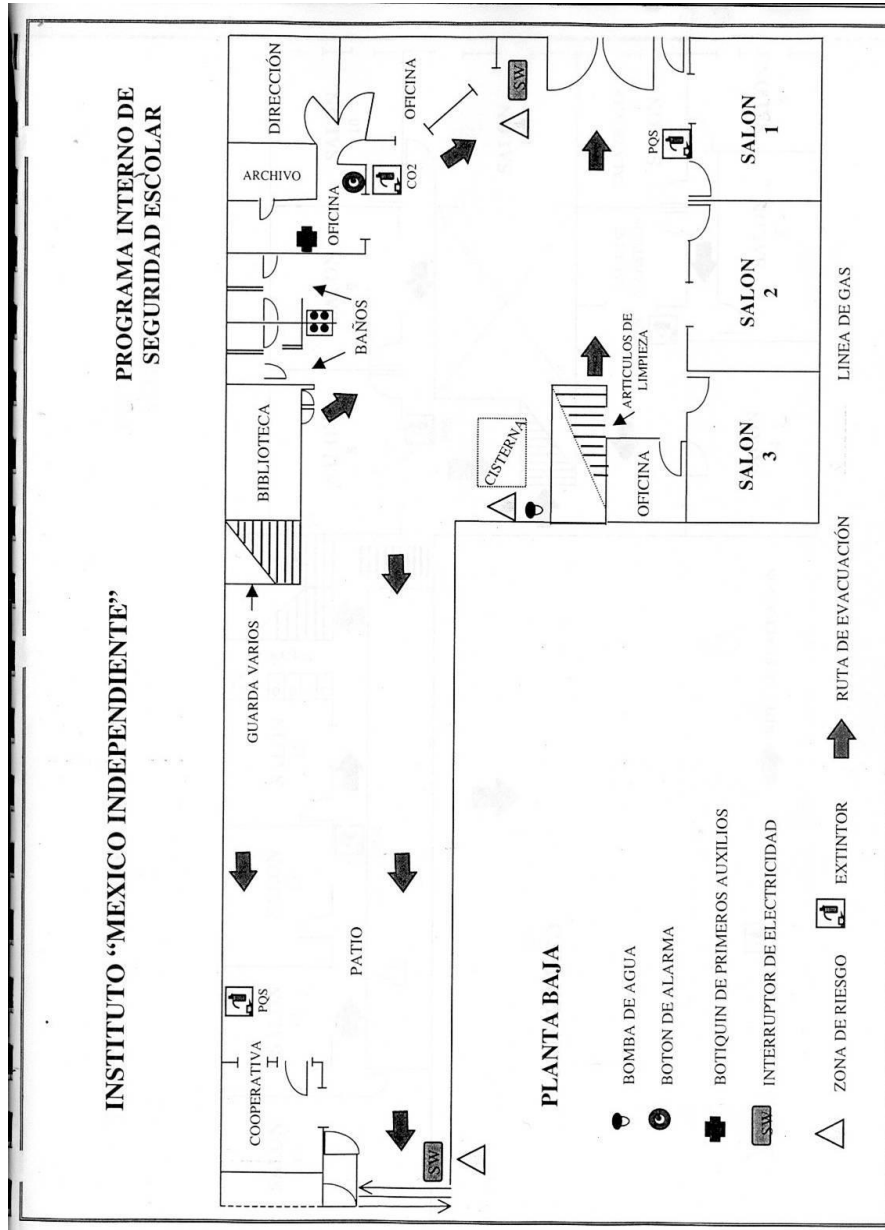 INSTITUTO “MEXICO INDEPENDIENTE”
PROGRAMA INTERNO DE
SEGURIDAD ESCOLAR
COOPERATIVA
PQS
GUARDA VARIOS
BIBLIOTECA
BAÑOS
OFICINA
ARCHIVO
DIRECCIÓN
CO2
OFICINA
PATIO
SW
CISTERNA
SW
ARTICULOS DE
LIMPIEZA
OFICINA
PQS
SALON
3
SALON
2
SALON
1
PLANTA BAJA
BOMBA DE AGUA
BOTON DE ALARMA
BOTIQUIN DE PRIMEROS AUXILIOS
SW
INTERRUPTOR DE ELECTRICIDAD
ZONA DE RIESGO
EXTINTOR
RUTA DE EVACUACIÓN
LINEA DE GAS